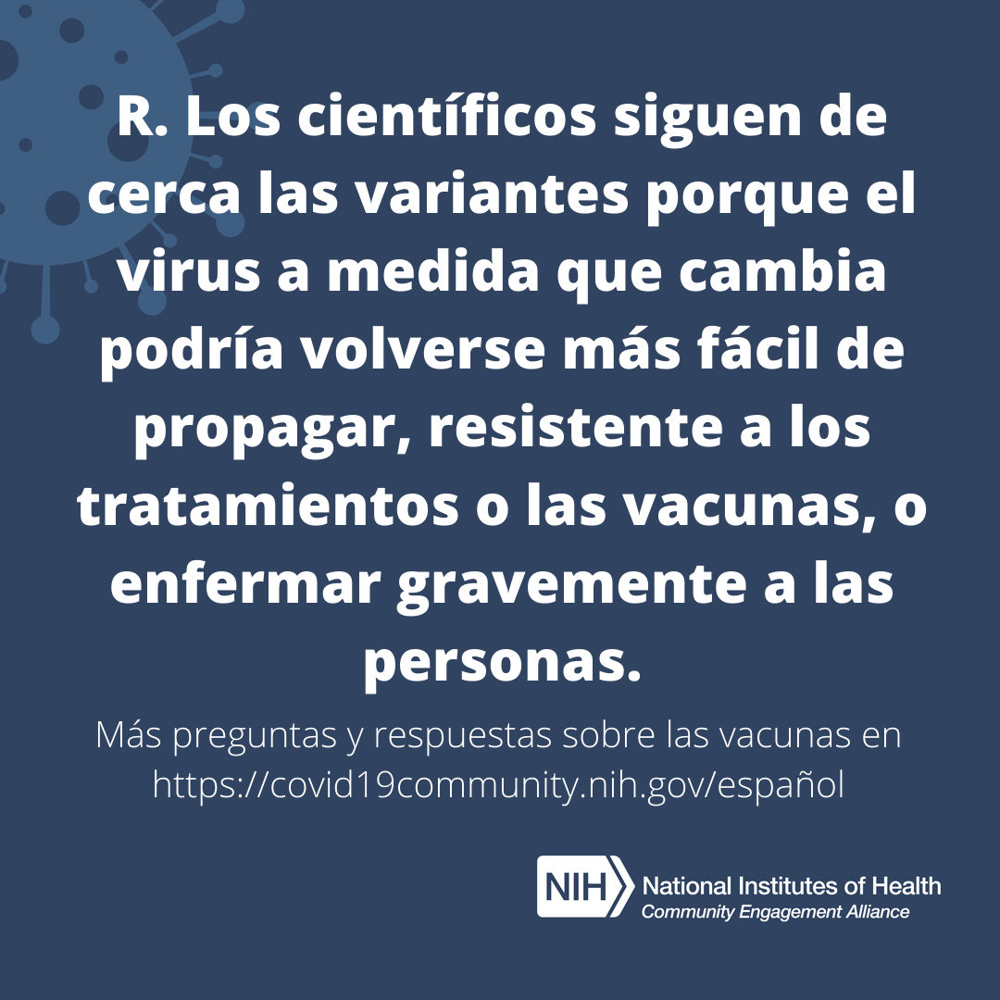 R. Los científicos siguen de
cerca las variantes porque el
virus a medida que cambia
podría volverse más fácil de
propagar, resistente a los
tratamientos o las vacunas, o
enfermar gravemente a las
personas.
Más preguntas y respuestas sobre las vacunas en
https://covid19community.nih.gov/español
NIH National Institutes of Health
Community Engagement Alliance